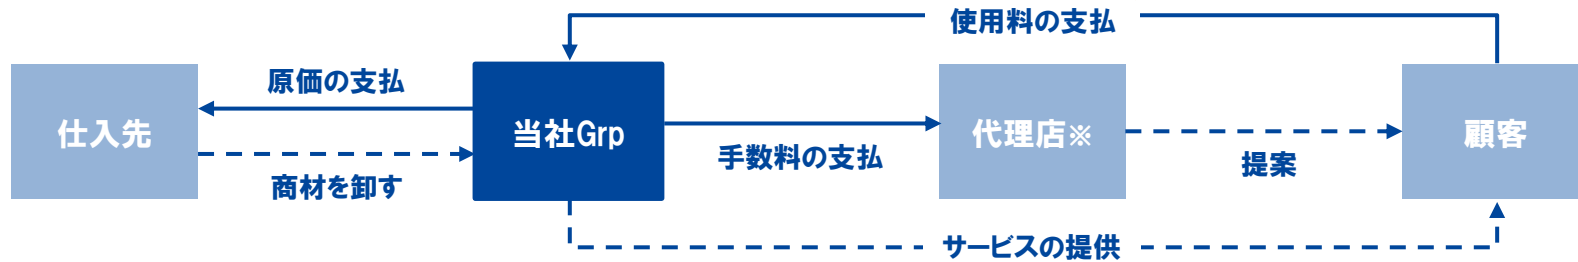 使用料の支払
原価の支払
仕入先
当社Grp
代理店※
顧客
手数料の支払
提案
商材を卸す
サービスの提供